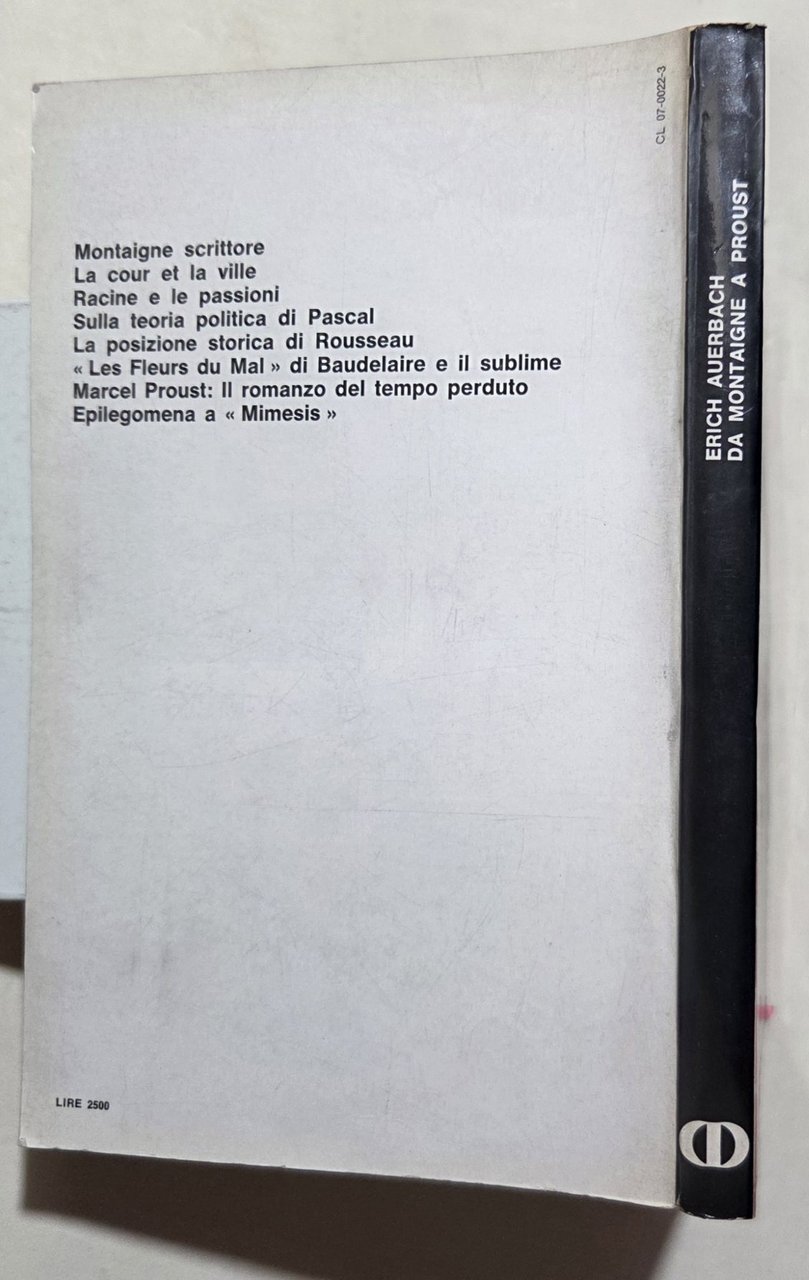 Montaigne scrittore
La cour et la ville
Racine e le passioni
Sulla teoria politica di Pascal
La posizione storica di Rousseau
« Les Fleurs du Mal » di Baudelaire e il sublime
Marcel Proust: Il romanzo del tempo perduto
Epilegomena a « Mimesis »
LIRE 2500
CL 07-0022-3
ERICH AUERBACH
DA MONTAIGNE A PROUST